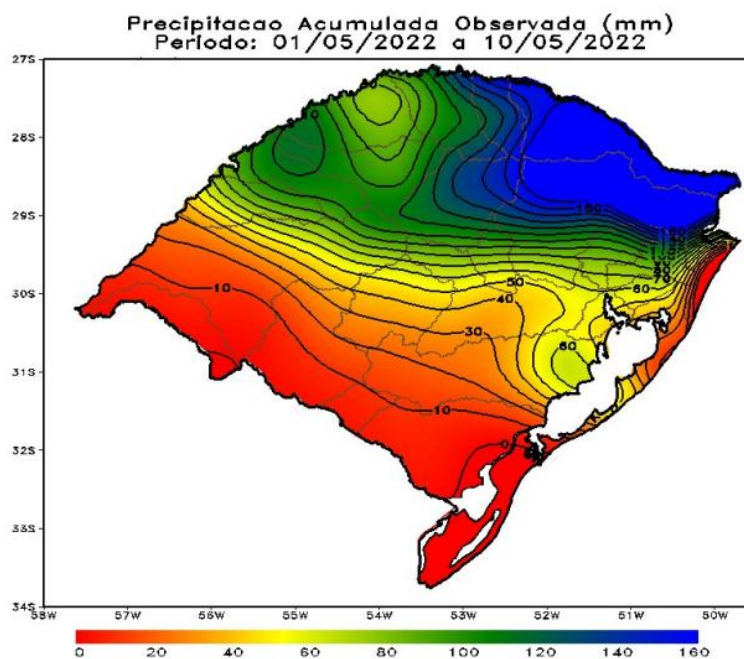 Precipitacao Acumulada Observada (mm)
Periodo: 01/05/2022 a 10/05/2022
27S
28S
29S
150
50
60
10
40
30S
30
60
31S
10
0
32S
33S
34S
58W 57W 56W 55W 54W 53W 52W 51W 50W
0 20 40 60 80 100 120 140 160